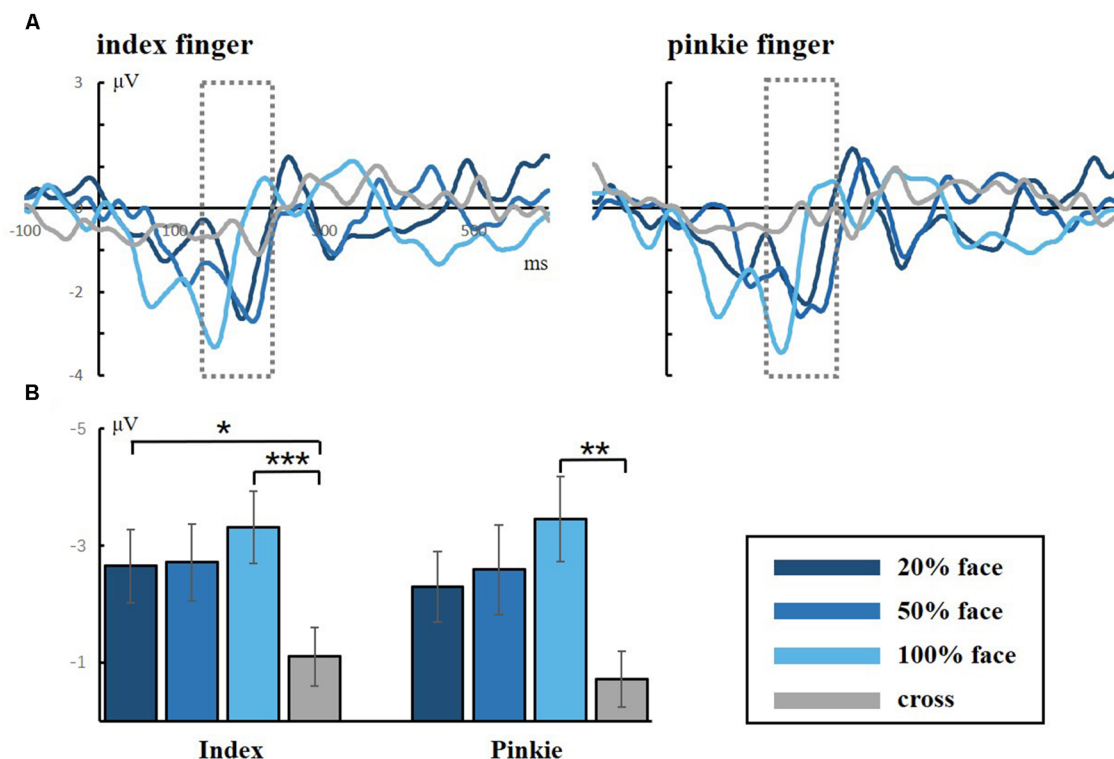 A
index finger
pinkie finger
3
µV
0
-100
100
300
500
ms
-2
-4
B
-5
µV
*
***
**
-3
-1
Index
Pinkie
20% face
50% face
100% face
cross